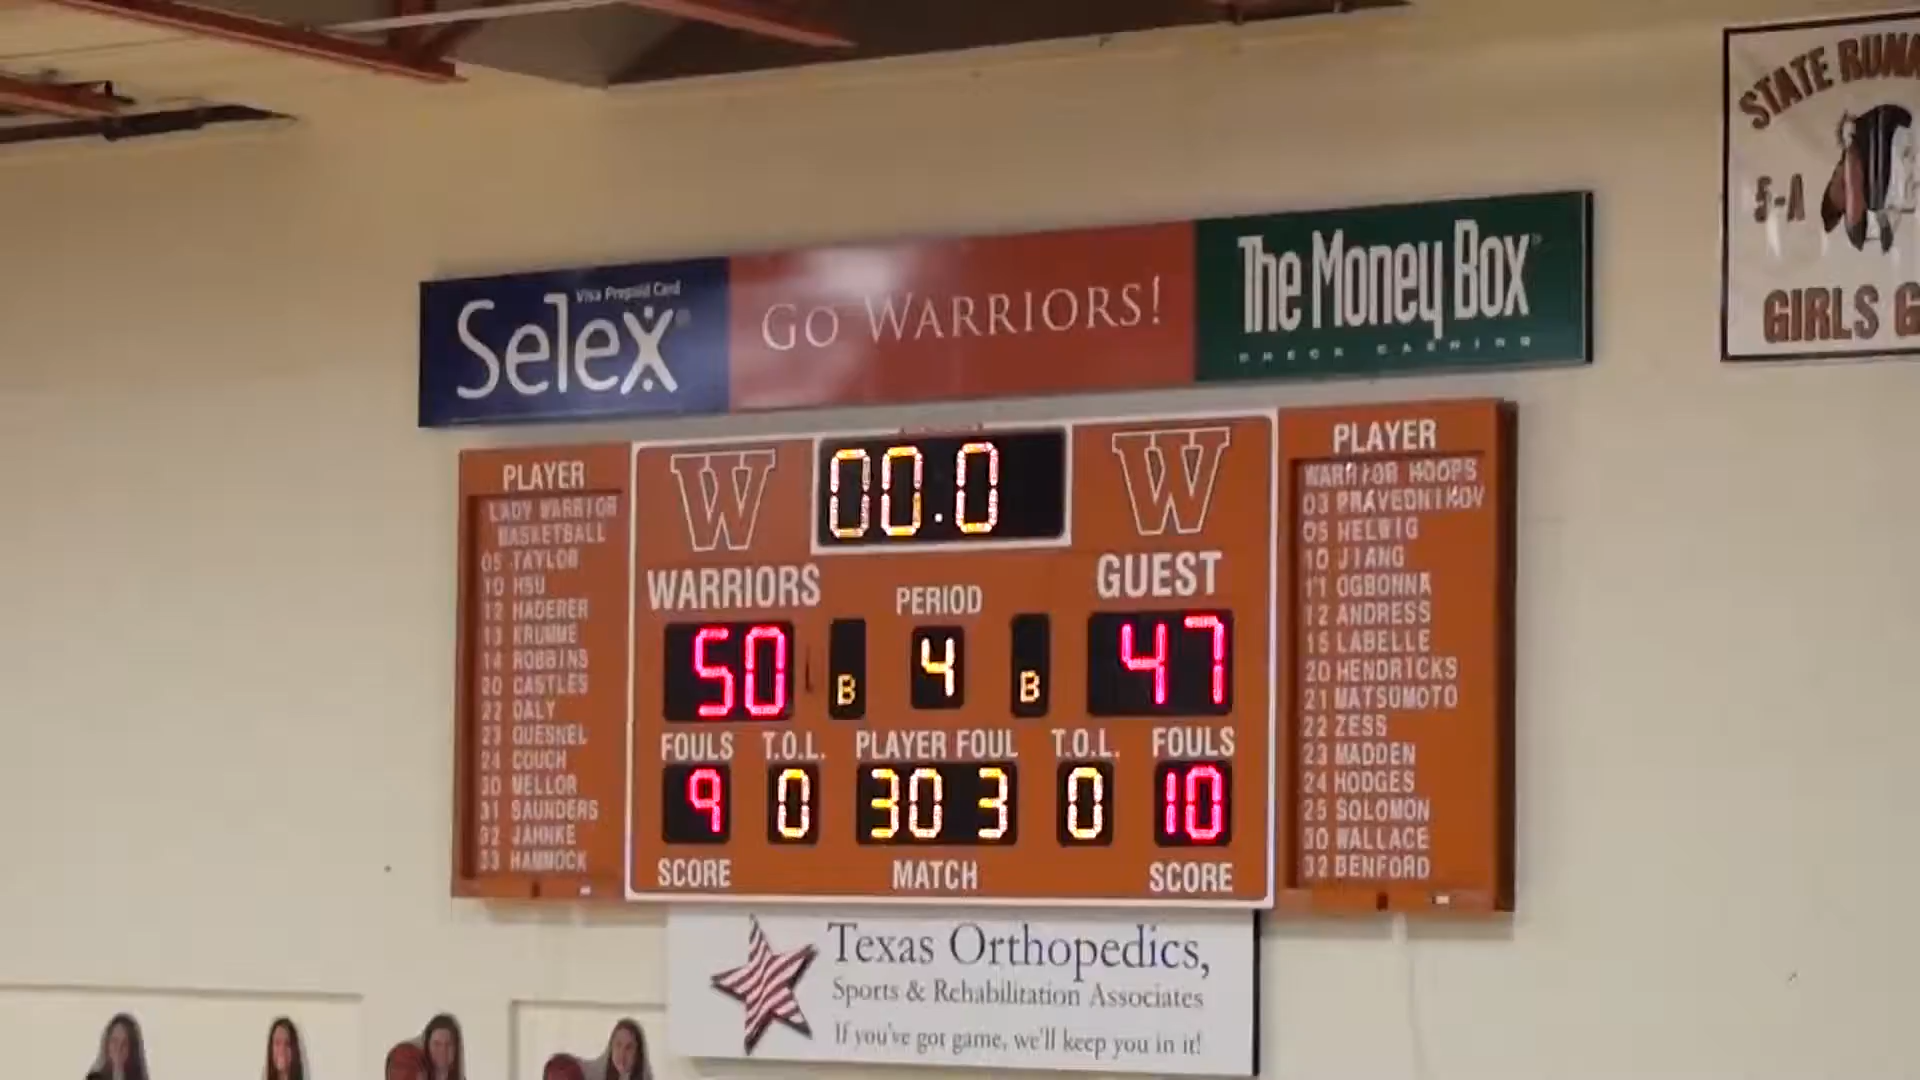 STATE RUNN
5-A
GIRLS G
Visa Prepaid Card
Selex
GO WARRIORS!
The Money Box
CHECK CASHING
PLAYER
LADY WARRIOR
BASKETBALL
05 TAYLOR
10 HSU
12 HADERER
13 KRUMME
14 ROBBINS
20 CASTLES
22 DALY
23 QUESNEL
24 COUCH
30 MELLOR
31 SAUNDERS
32 JAHNKE
33 HAMMOCK
W
00.0
W
WARRIORS
PERIOD
GUEST
50
B
4
B
47
FOULS T.O.L. PLAYER FOUL T.O.L. FOULS
9 0 30 3 0 10
SCORE MATCH SCORE
PLAYER
WARRIOR HOOPS
03 PRAVEDNIKOV
05 HELWIG
10 JIANG
11 OGBONNA
12 ANDRESS
15 LABELLE
20 HENDRICKS
21 MATSUMOTO
22 ZESS
23 MADDEN
24 HODGES
25 SOLOMON
30 WALLACE
32 BENFORD
Texas Orthopedics,
Sports & Rehabilitation Associates
If you've got game, we'll keep you in it!